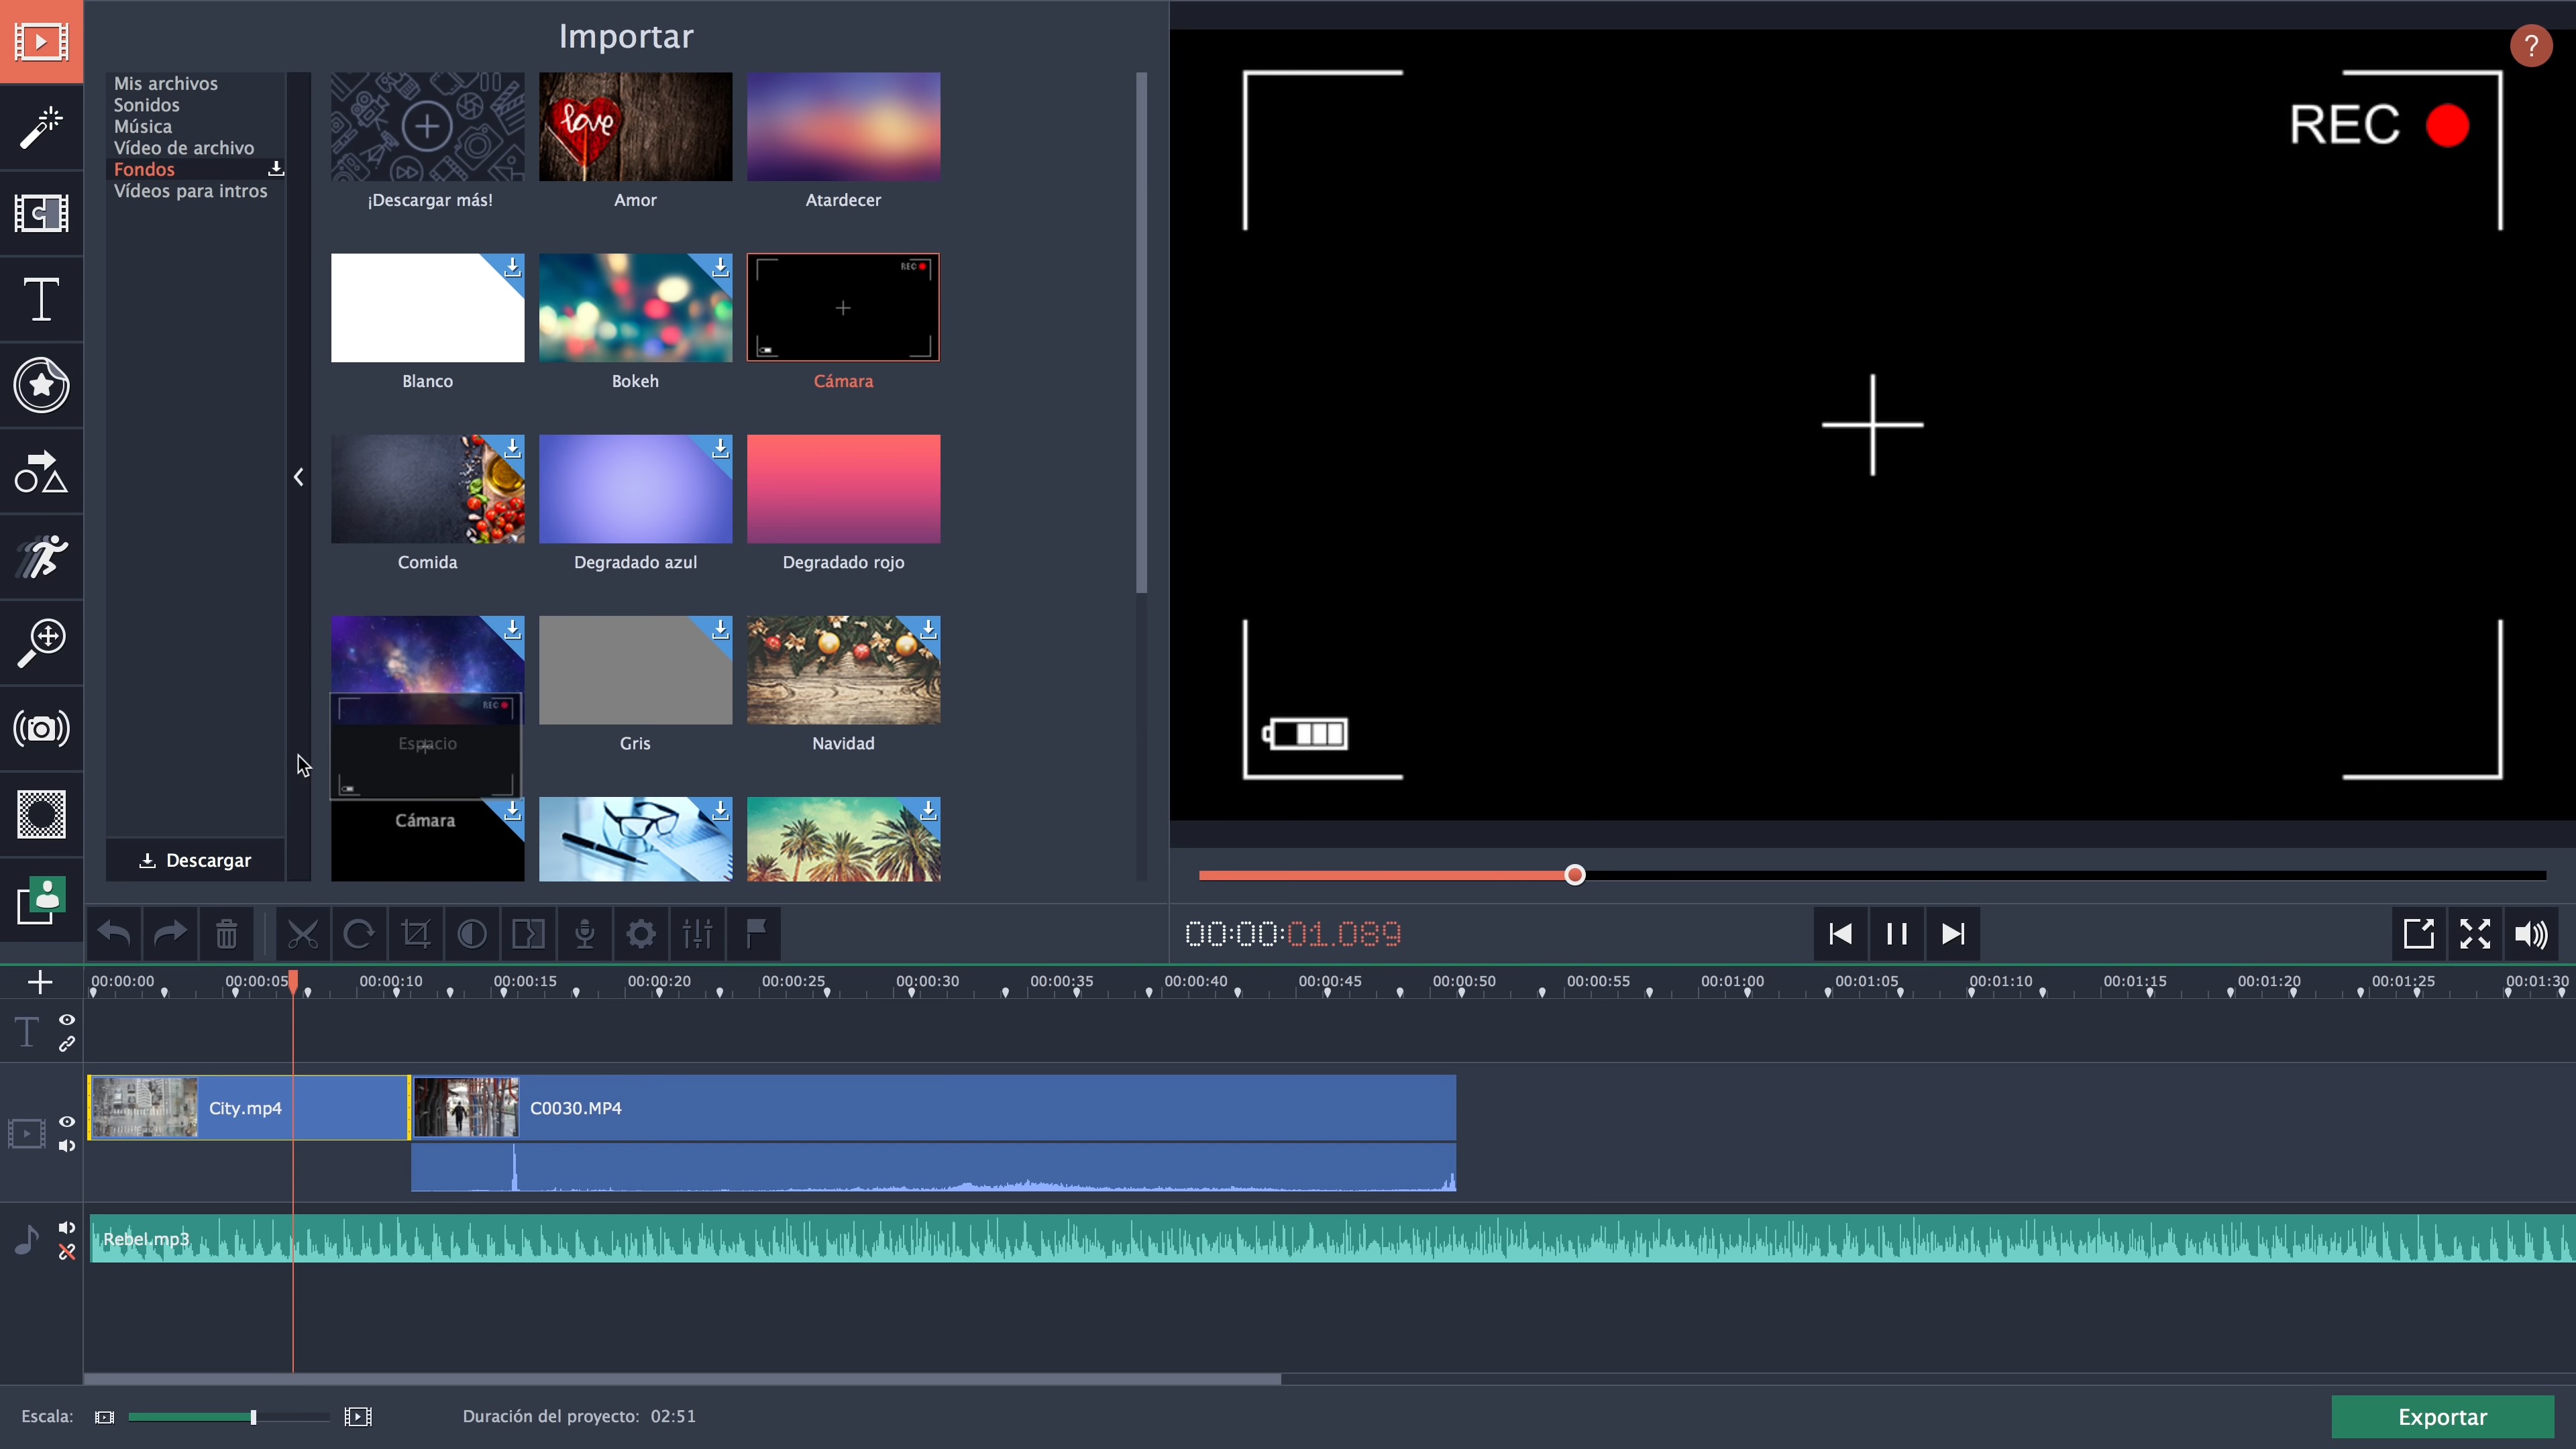 Importar
?
Mis archivos
Sonidos
Música
Vídeo de archivo
Fondos
Vídeos para intros
Descargar
love
¡Descargar más!
Amor
Atardecer
REC
Blanco
Bokeh
Cámara
Comida
Degradado azul
Degradado rojo
REC
Espacio
Gris
Navidad
Cámara
REC
00:00:01.089
00:00:00 00:00:05 00:00:10 00:00:15 00:00:20 00:00:25 00:00:30 00:00:35 00:00:40 00:00:45 00:00:50 00:00:55 00:01:00 00:01:05 00:01:10 00:01:15 00:01:20 00:01:25 00:01:30
T
City.mp4
C0030.MP4
Rebel.mp3
Escala:
Duración del proyecto: 02:51
Exportar